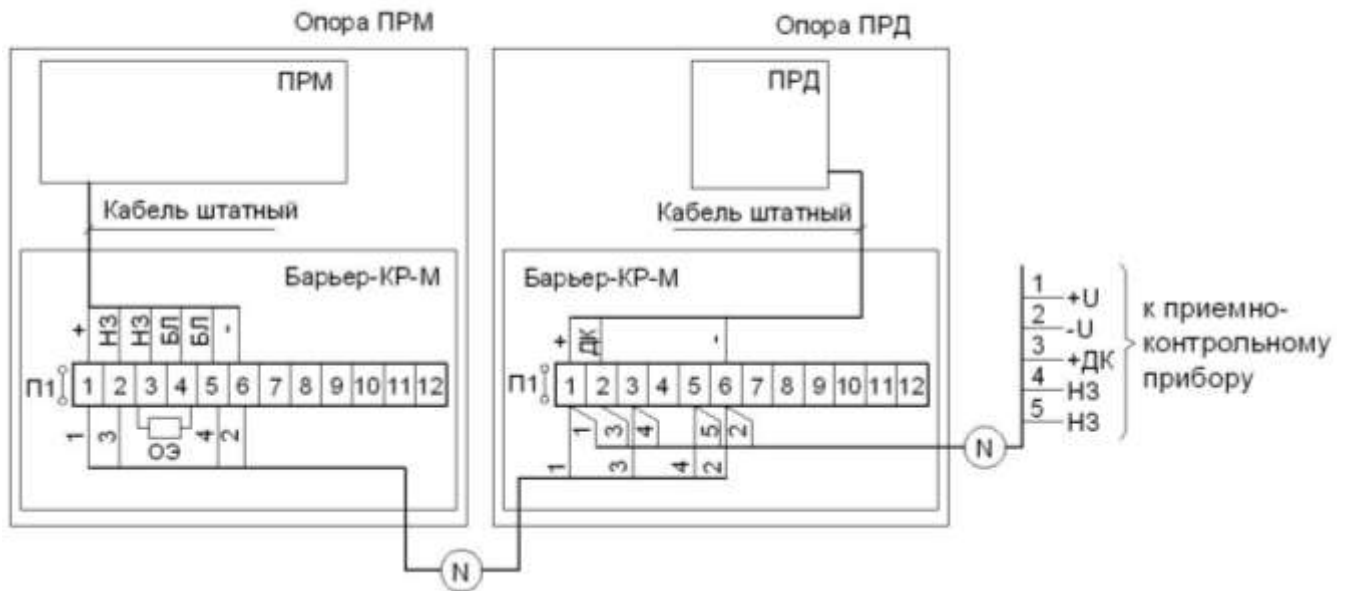 Опора ПРМ
Опора ПРД
ПРМ
ПРД
Кабель штатный
Кабель штатный
Барьер-КР-М
Барьер-КР-М
+ НЗ НЗ БЛ БЛ -
+ ДК -
П1 1 2 3 4 5 6 7 8 9 10 11 12
П1 1 2 3 4 5 6 7 8 9 10 11 12
1 3 ОЭ 4 2
1 3 4 5 2
1 3 4 2
N
N
1 +U
2 -U
3 +ДК
4 НЗ
5 НЗ
к приемно-
контрольному
прибору